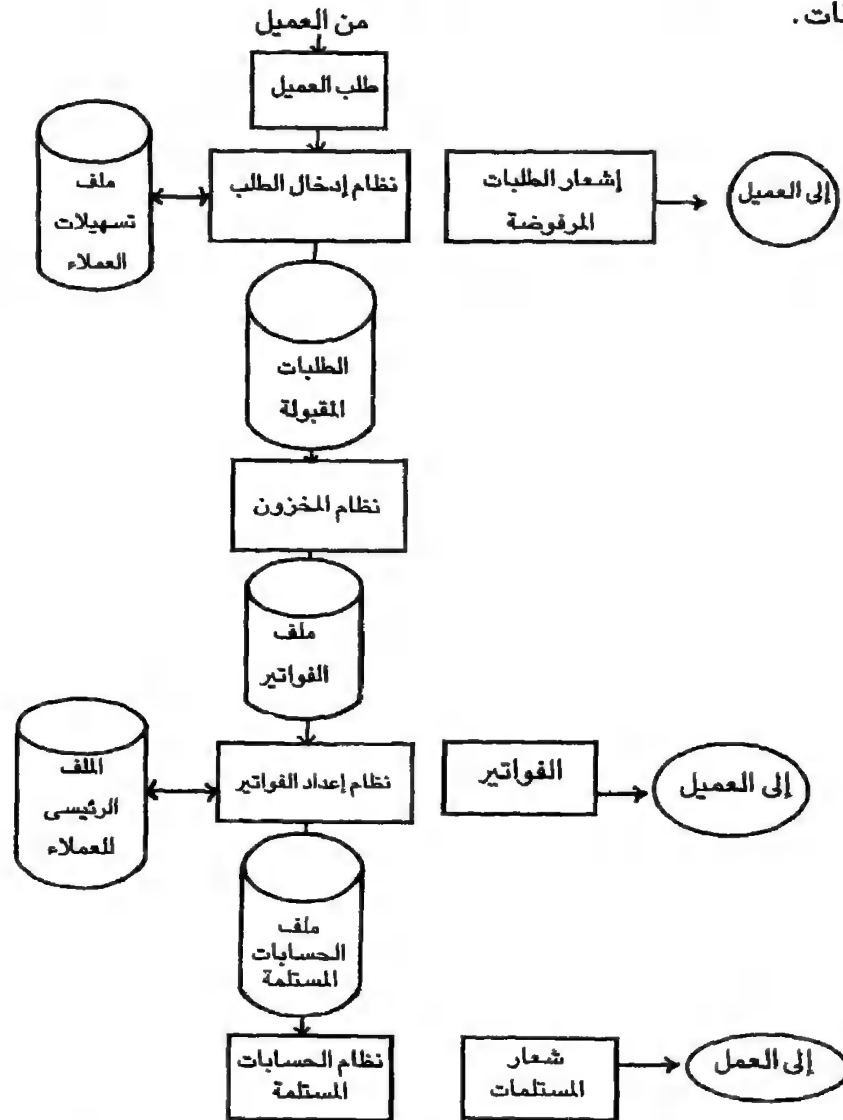 من العميل
طلب العميل
ملف
تسهيلات
العملاء
نظام إدخال الطلب
إشعار الطلبات
المرفوضة
إلى العميل
الطلبات
المقبولة
نظام المخزون
ملف
الفواتير
الملف
الرئيسى
للعملاء
نظام إعداد الفواتير
الفواتير
إلى العميل
ملف
الحسابات
المستلمة
نظام الحسابات
المستلمة
شعار
المستلمات
إلى العمل